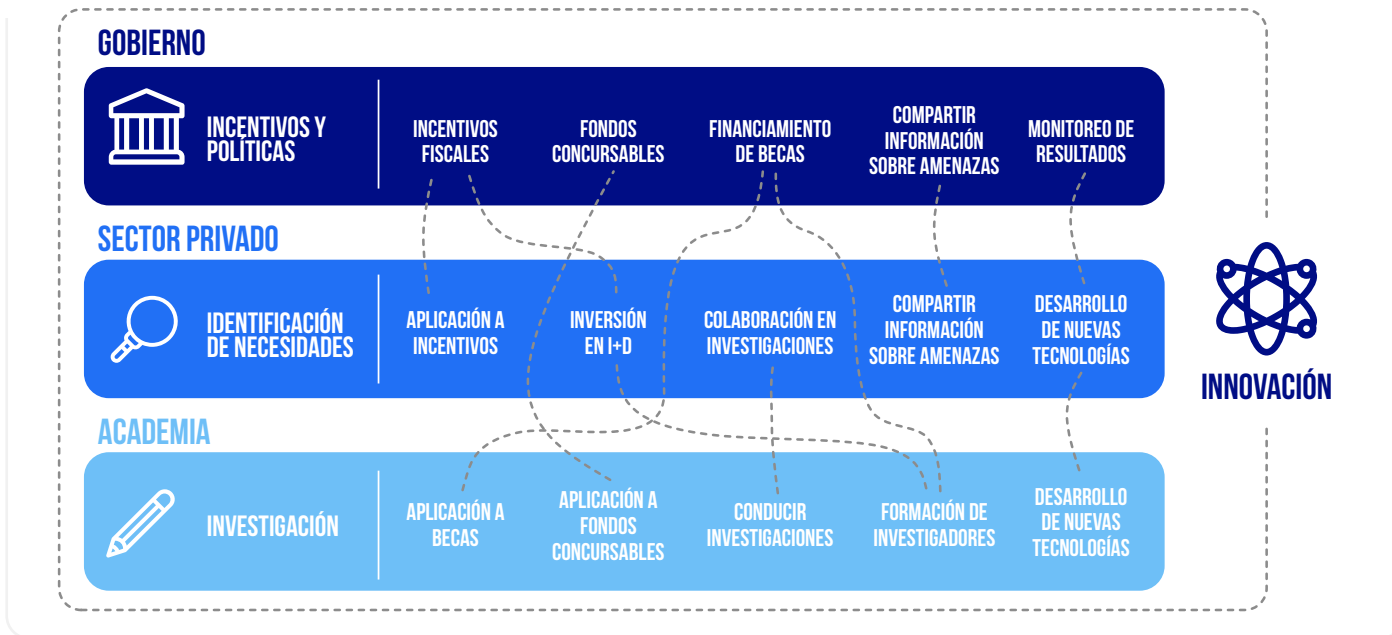 GOBIERNO
INCENTIVOS Y
POLÍTICAS
INCENTIVOS
FISCALES
FONDOS
CONCURSABLES
FINANCIAMIENTO
DE BECAS
COMPARTIR
INFORMACIÓN
SOBRE AMENAZAS
MONITOREO DE
RESULTADOS
SECTOR PRIVADO
IDENTIFICACIÓN
DE NECESIDADES
APLICACIÓN A
INCENTIVOS
INVERSIÓN
EN I+D
COLABORACIÓN EN
INVESTIGACIONES
COMPARTIR
INFORMACIÓN
SOBRE AMENAZAS
DESARROLLO
DE NUEVAS
TECNOLOGÍAS
ACADEMIA
INVESTIGACIÓN
APLICACIÓN A
BECAS
APLICACIÓN A
FONDOS
CONCURSABLES
CONDUCIR
INVESTIGACIONES
FORMACIÓN DE
INVESTIGADORES
DESARROLLO
DE NUEVAS
TECNOLOGÍAS
INNOVACIÓN